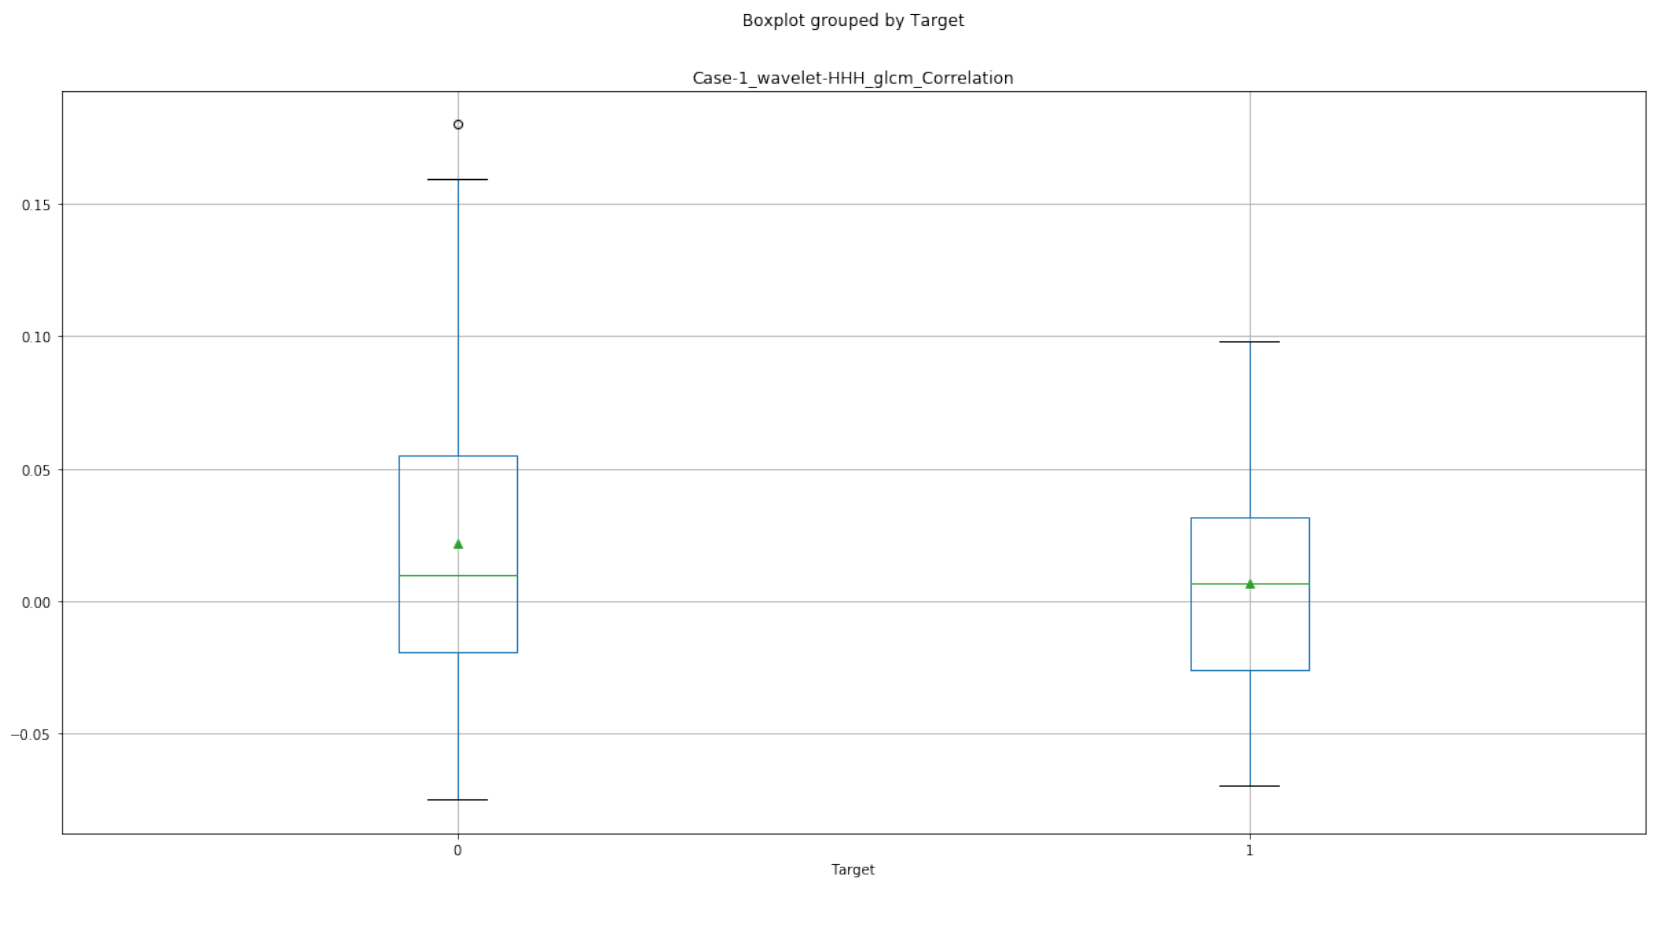 Boxplot grouped by Target
Case-1_wavelet-HHH_glcm_Correlation
0.15
0.10
0.05
0.00
−0.05
0 1
Target